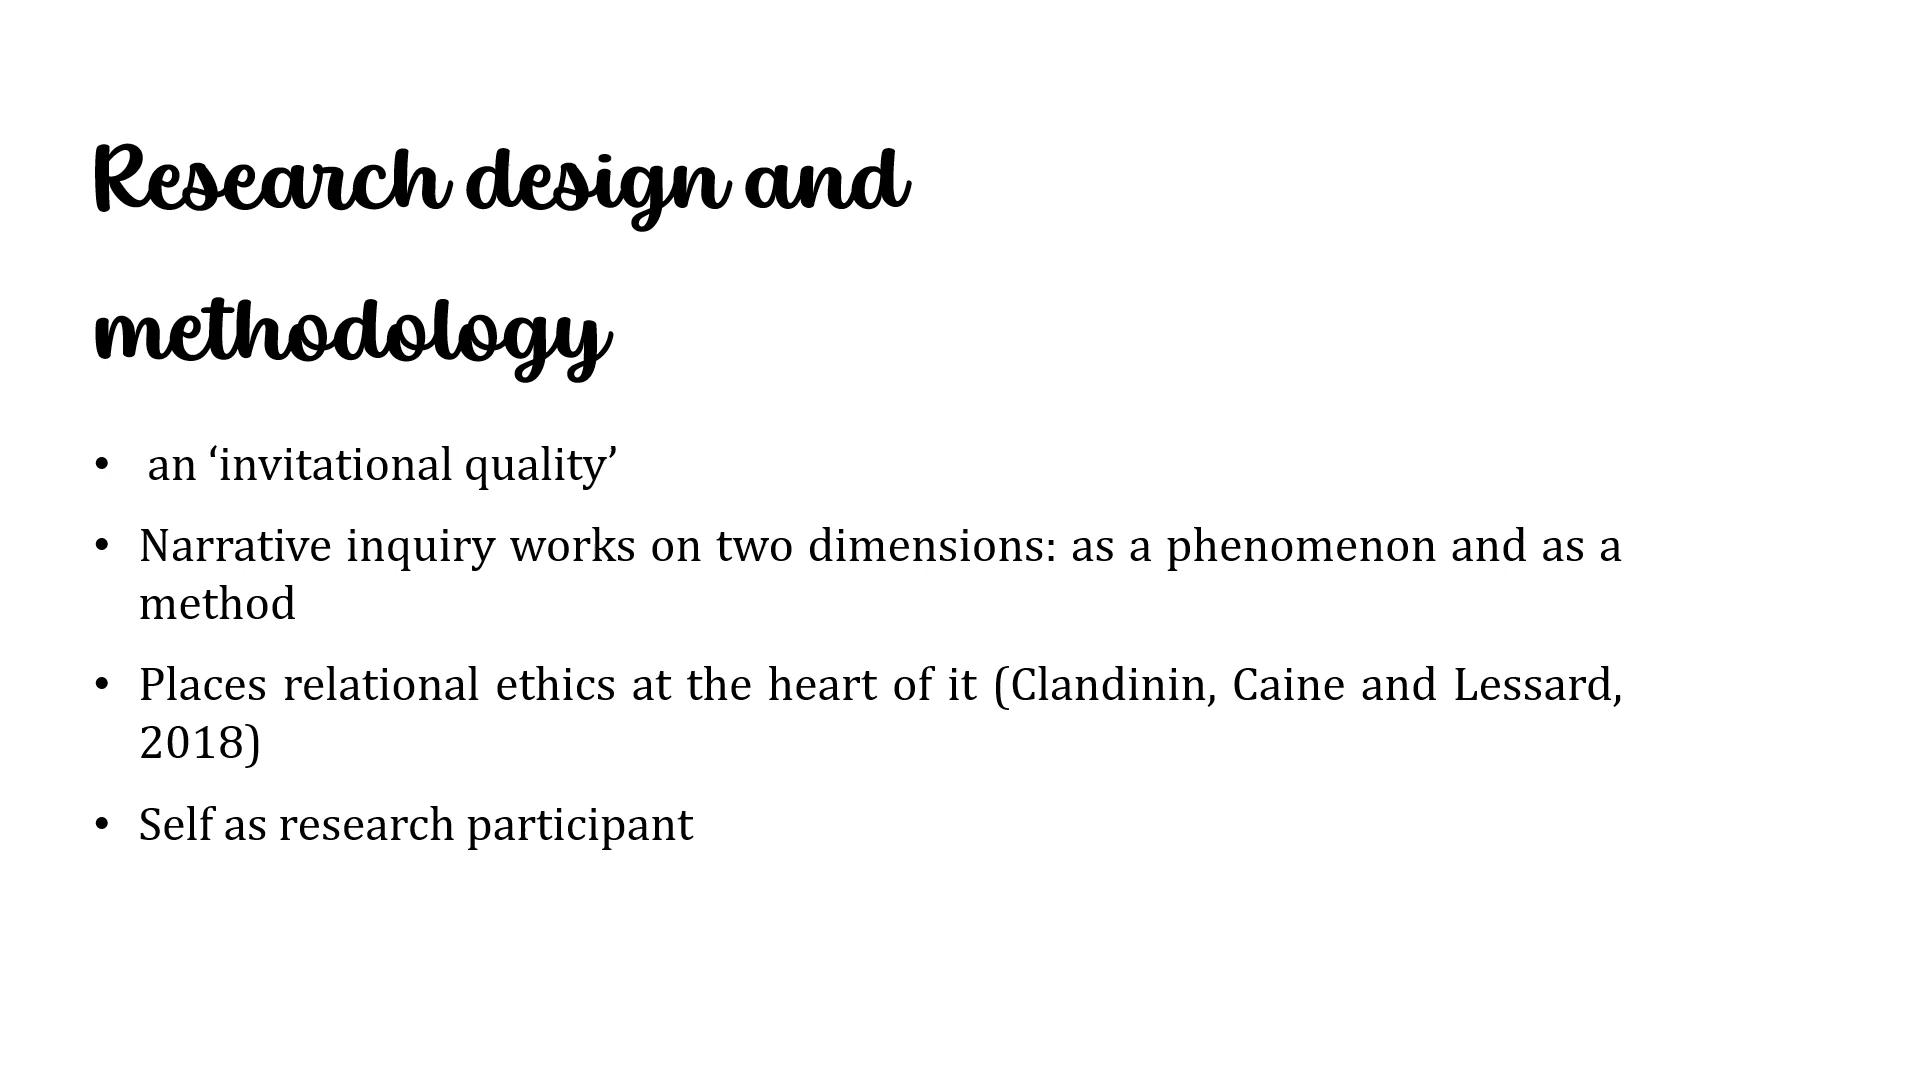 Research design and
methodology
• an ‘invitational quality’
• Narrative inquiry works on two dimensions: as a phenomenon and as a
method
• Places relational ethics at the heart of it (Clandinin, Caine and Lessard,
2018)
• Self as research participant